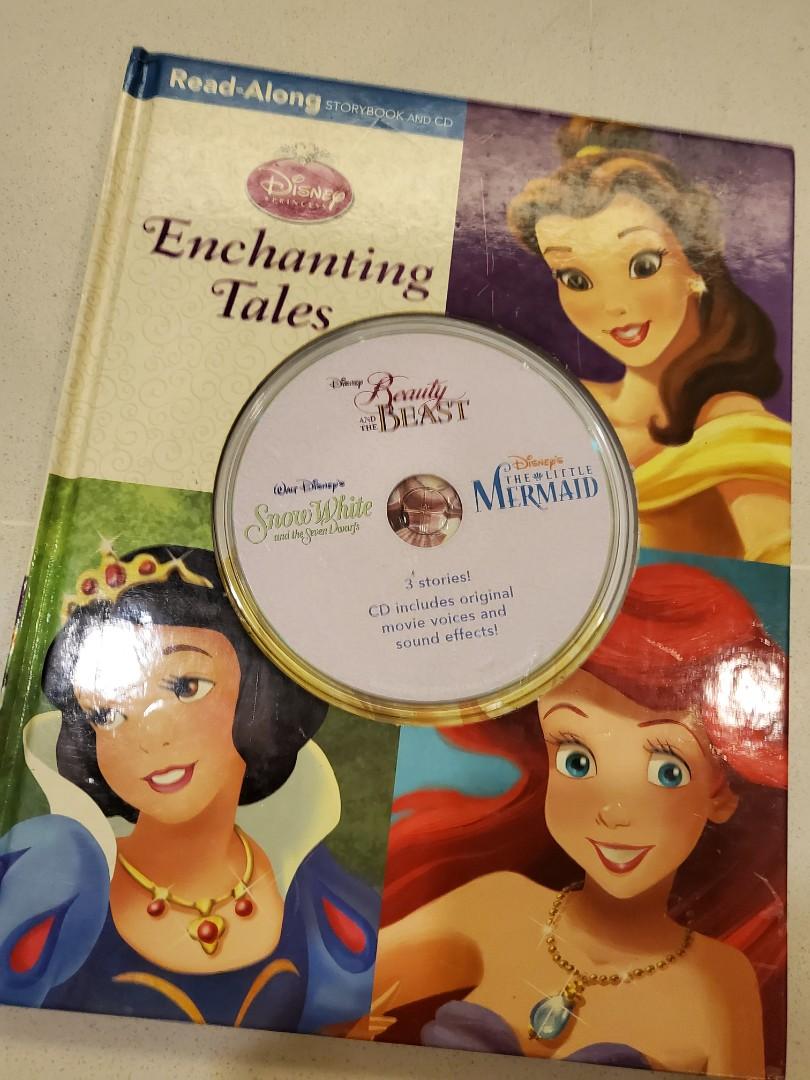 Read-Along STORYBOOK AND CD
Disney
PRINCESS
Enchanting
Tales
Disney
Beauty
AND THE BEAST
Walt Disney's
Snow White
and the Seven Dwarfs
Disney's
THE LITTLE
MERMAID
3 stories!
CD includes original
movie voices and
sound effects!